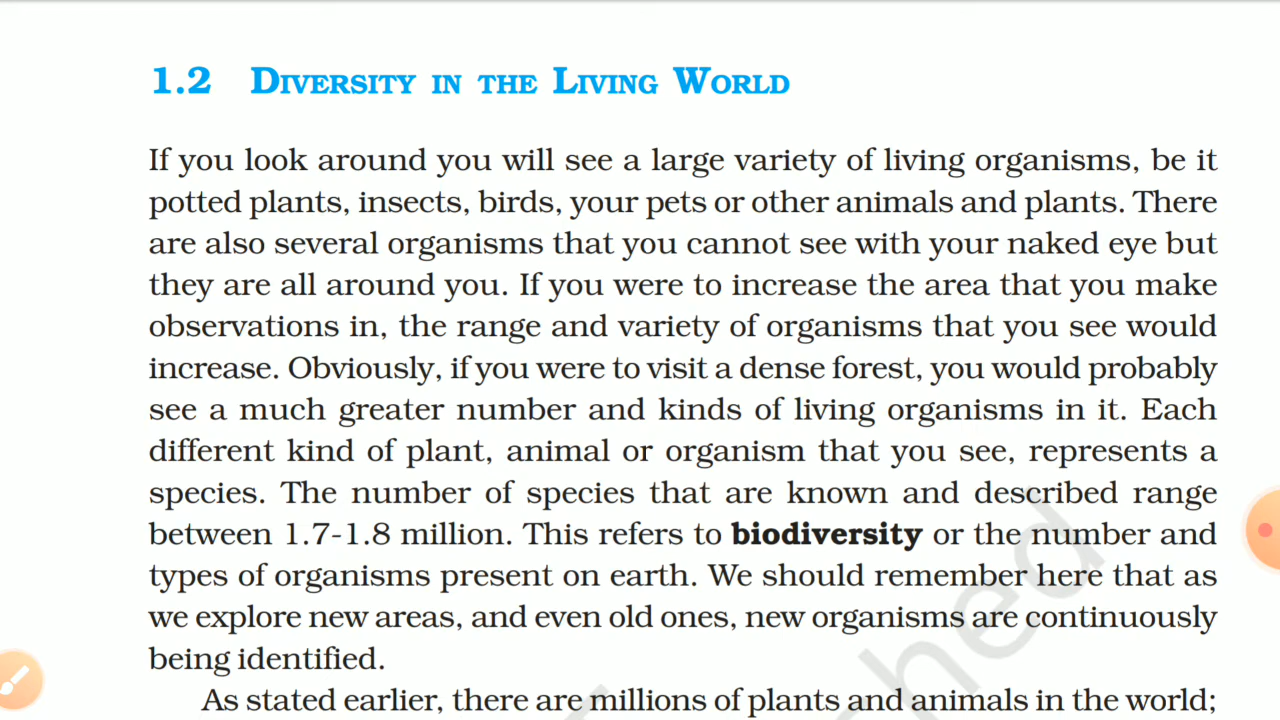 1.2 Diversity in the Living World
If you look around you will see a large variety of living organisms, be it
potted plants, insects, birds, your pets or other animals and plants. There
are also several organisms that you cannot see with your naked eye but
they are all around you. If you were to increase the area that you make
observations in, the range and variety of organisms that you see would
increase. Obviously, if you were to visit a dense forest, you would probably
see a much greater number and kinds of living organisms in it. Each
different kind of plant, animal or organism that you see, represents a
species. The number of species that are known and described range
between 1.7-1.8 million. This refers to biodiversity or the number and
types of organisms present on earth. We should remember here that as
we explore new areas, and even old ones, new organisms are continuously
being identified.
As stated earlier, there are millions of plants and animals in the world;